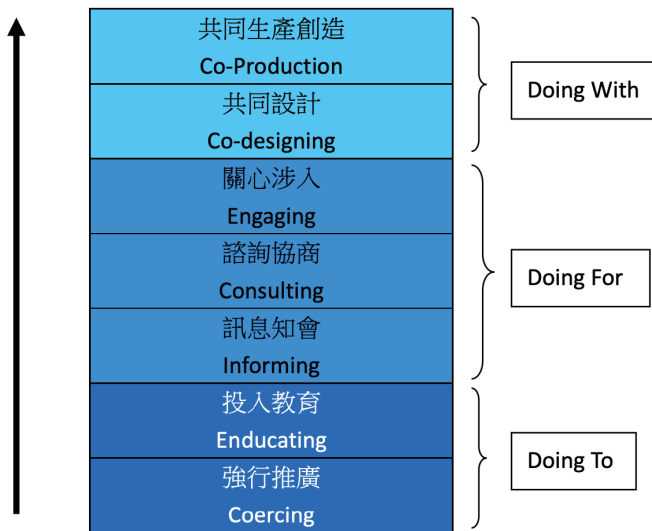 共同生產創造
Co-Production
共同設計
Co-designing
Doing With
關心涉入
Engaging
諮詢協商
Consulting
訊息知會
Informing
Doing For
投入教育
Enducating
強行推廣
Coercing
Doing To